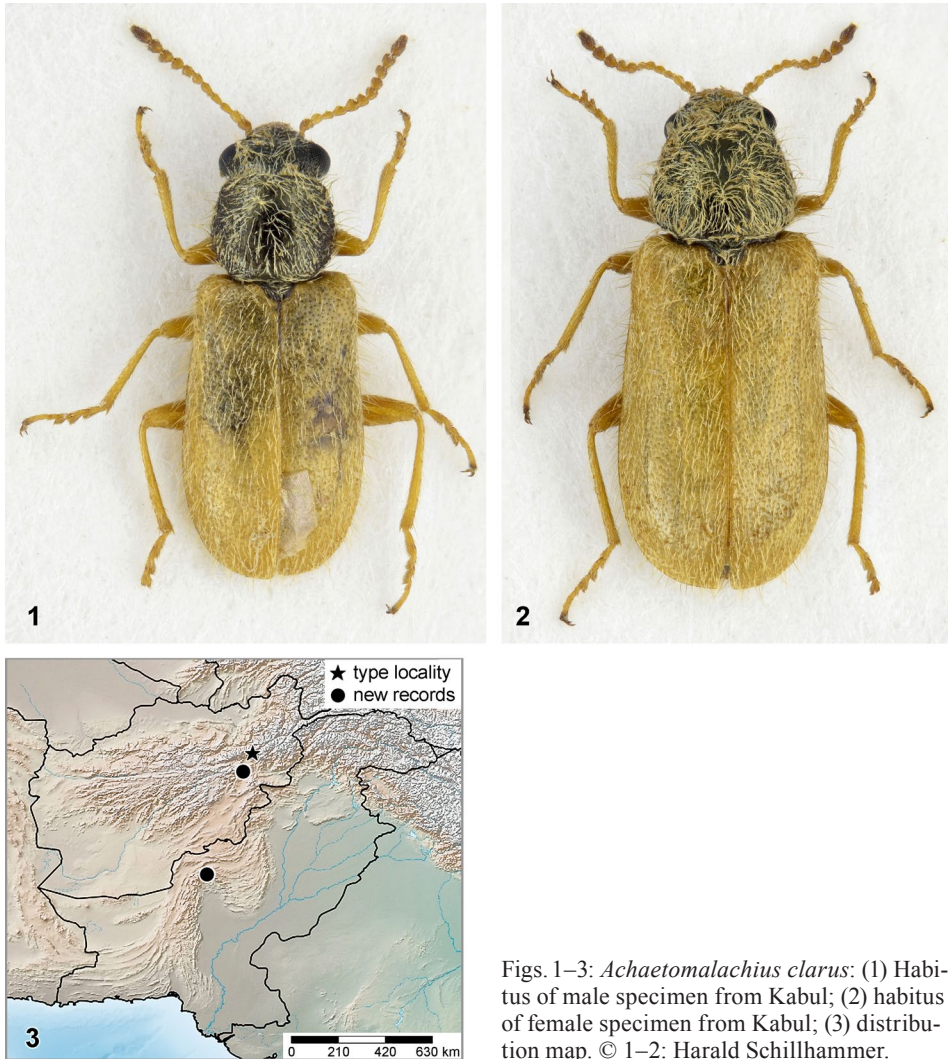 1
2
★ type locality
● new records
3
0 210 420 630 km
Figs. 1–3: Achaetomalachius clarus: (1) Habi-
tus of male specimen from Kabul; (2) habitus
of female specimen from Kabul; (3) distribu-
tion map. © 1–2: Harald Schillhammer.